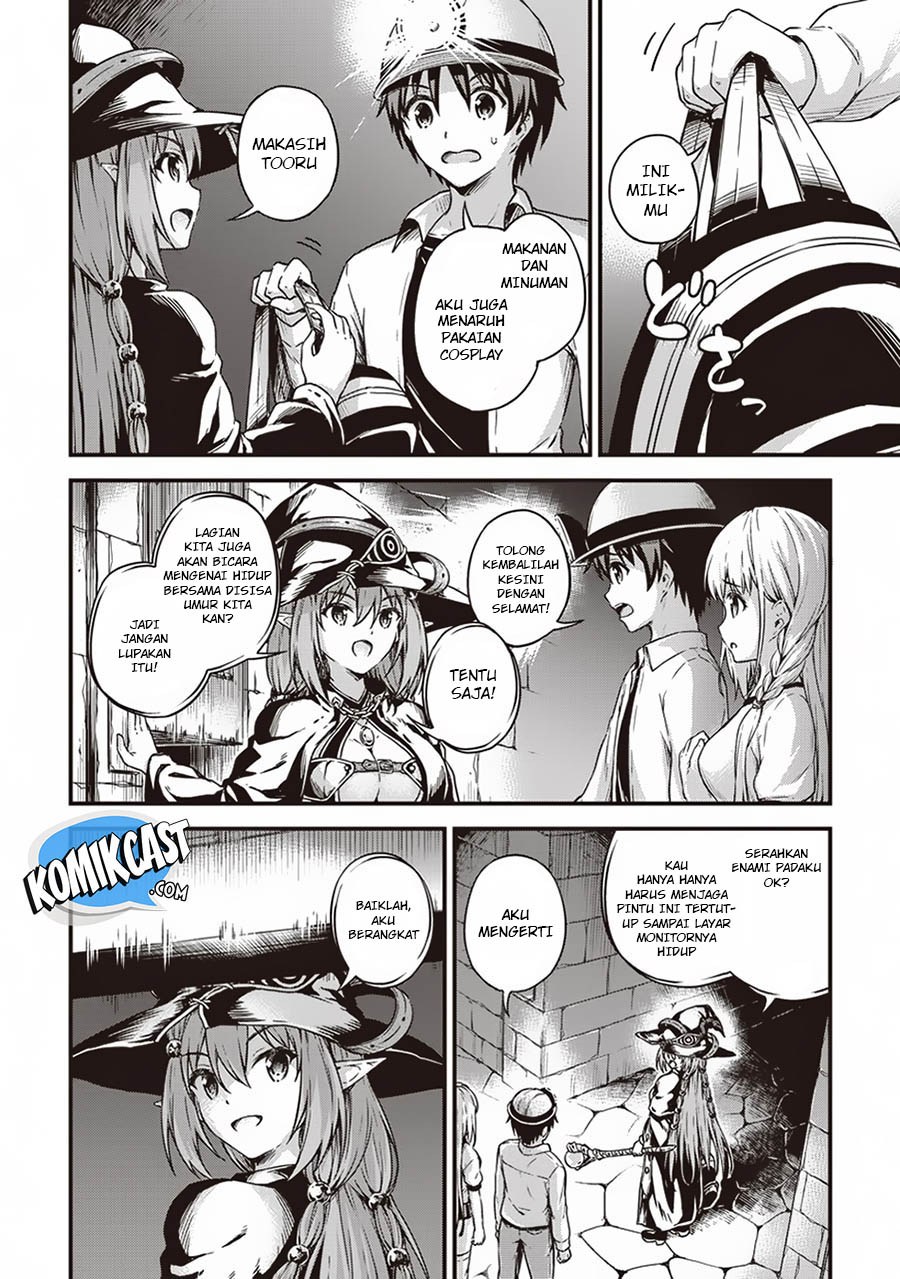 INI
MILIK-
MU
どさ
MAKASIH
TOORU
MAKANAN
DAN
MINUMAN
AKU JUGA
MENARUH
PAKAIAN
COSPLAY
TOLONG
KEMBALILAH
KESINI
DENGAN
SELAMAT!
TENTU
SAJA!
LAGIAN
KITA JUGA
AKAN BICARA
MENGENAI HIDUP
BERSAMA DISISA
UMUR KITA
KAN?
JADI
JANGAN
LUPAKAN
ITU!
SERAHKAN
ENAMI PADAKU
OK?
KAU
HANYA HANYA
HARUS MENJAGA
PINTU INI TERTUT-
UP SAMPAI LAYAR
MONITORNYA
HIDUP
AKU
MENGERTI
BAIKLAH,
AKU
BERANGKAT
KOMIKCAST
.COM